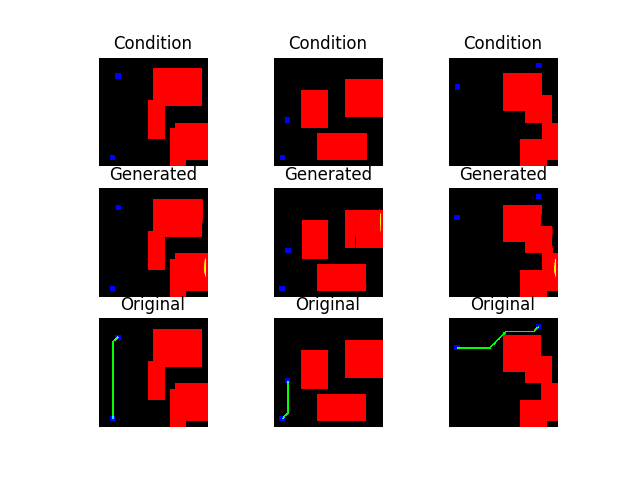 Condition
Condition
Condition
Generated
Generated
Generated
Original
Original
Original